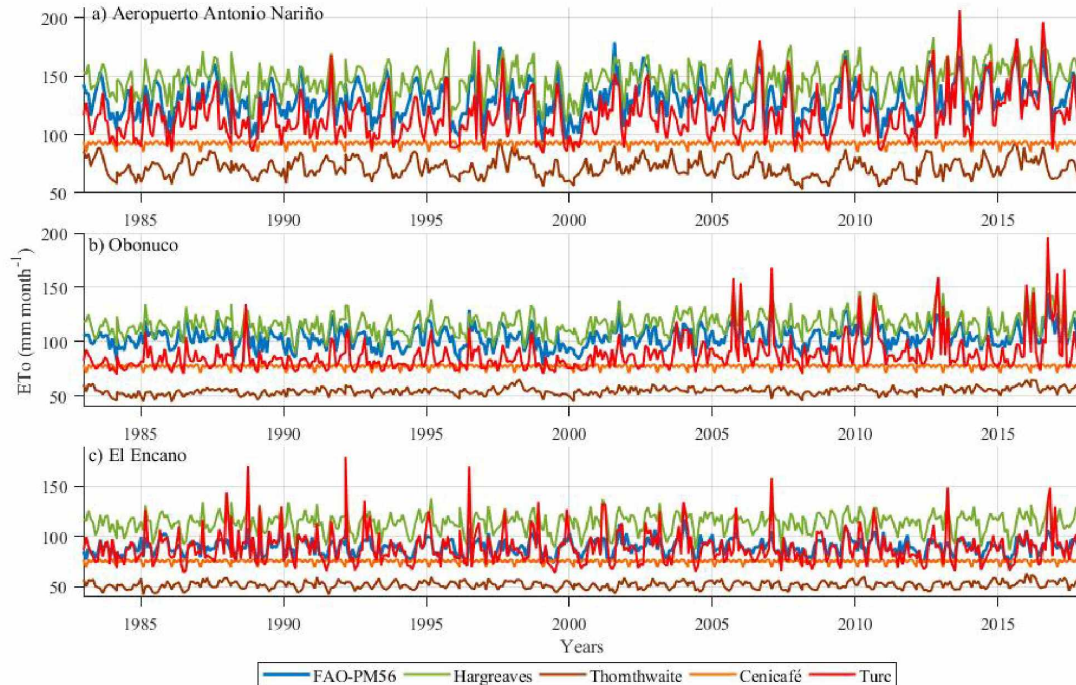 a) Aeropuerto Antonio Nariño
200
150
100
50
1985 1990 1995 2000 2005 2010 2015
b) Obonuco
200
150
100
50
1985 1990 1995 2000 2005 2010 2015
c) El Encano
150
100
50
1985 1990 1995 2000 2005 2010 2015
ETo (mm month⁻¹)
Years
FAO-PM56 Hargreaves Thornthwaite Cenicafé Turc